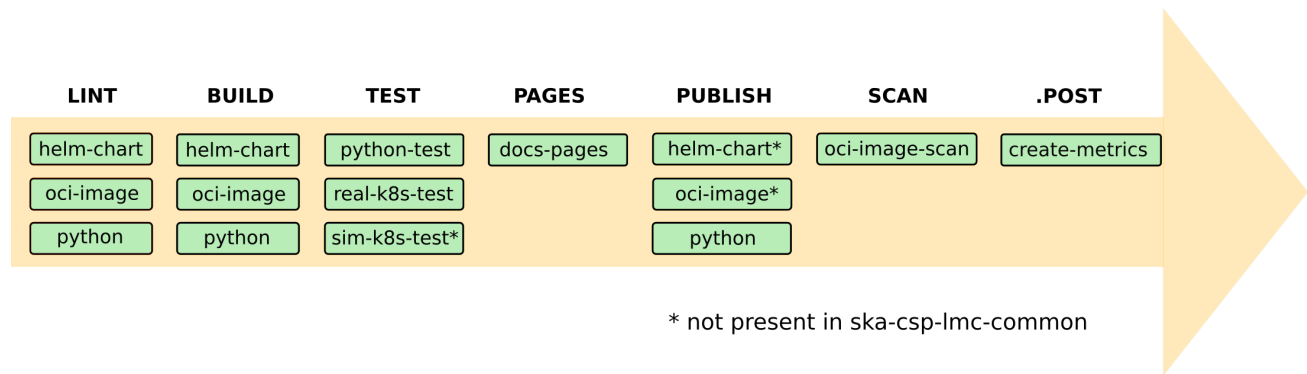 LINT BUILD TEST PAGES PUBLISH SCAN .POST
helm-chart helm-chart python-test docs-pages helm-chart* oci-image-scan create-metrics
oci-image oci-image real-k8s-test oci-image*
python python sim-k8s-test* python
* not present in ska-csp-lmc-common